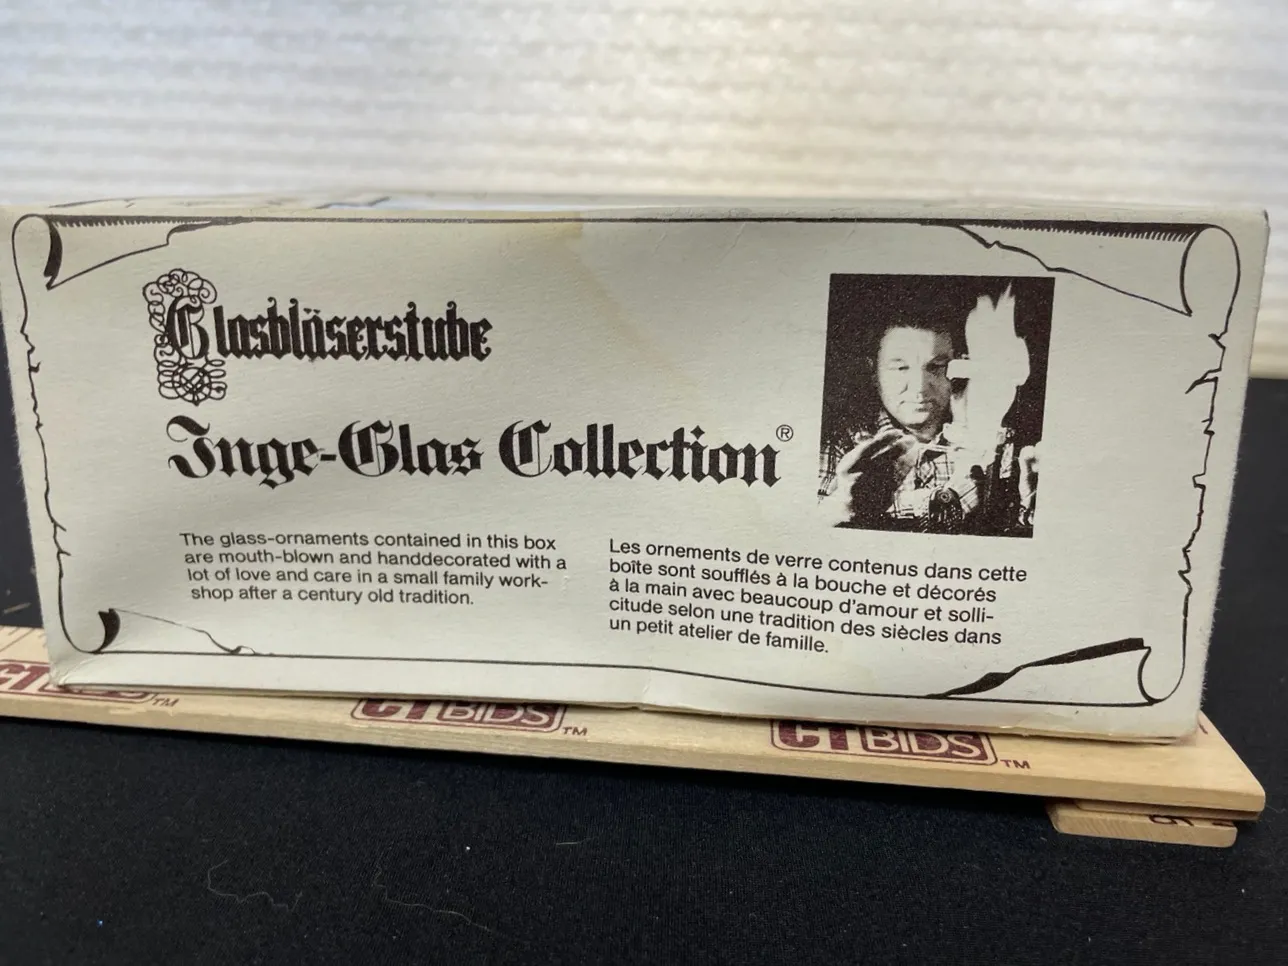 Glasbläserstube
Inge-Glas Collection®
The glass-ornaments contained in this box
are mouth-blown and handdecorated with a
lot of love and care in a small family work-
shop after a century old tradition.
Les ornements de verre contenus dans cette
boîte sont soufflés à la bouche et décorés
à la main avec beaucoup d'amour et solli-
citude selon une tradition des siècles dans
un petit atelier de famille.
CTBIDS™
CTBIDS™